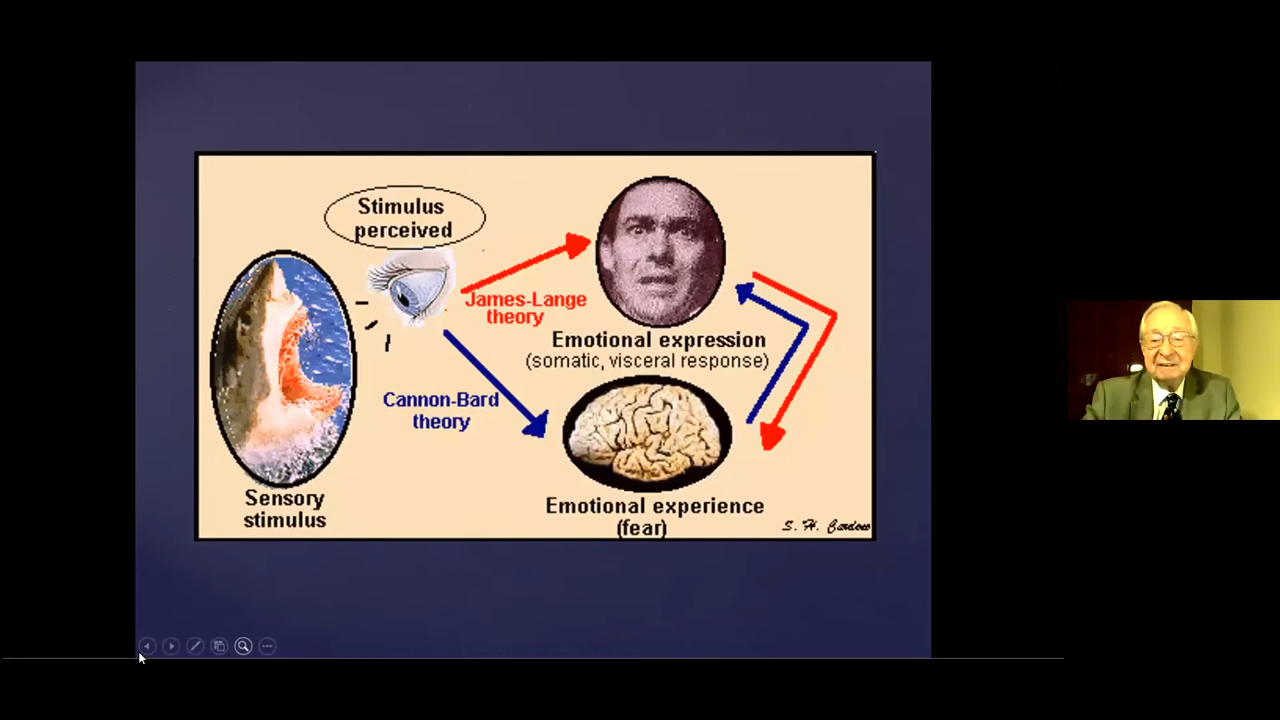 Stimulus
perceived
James-Lange
theory
Emotional expression
(somatic, visceral response)
Cannon-Bard
theory
Sensory
stimulus
Emotional experience
(fear)
S. H.